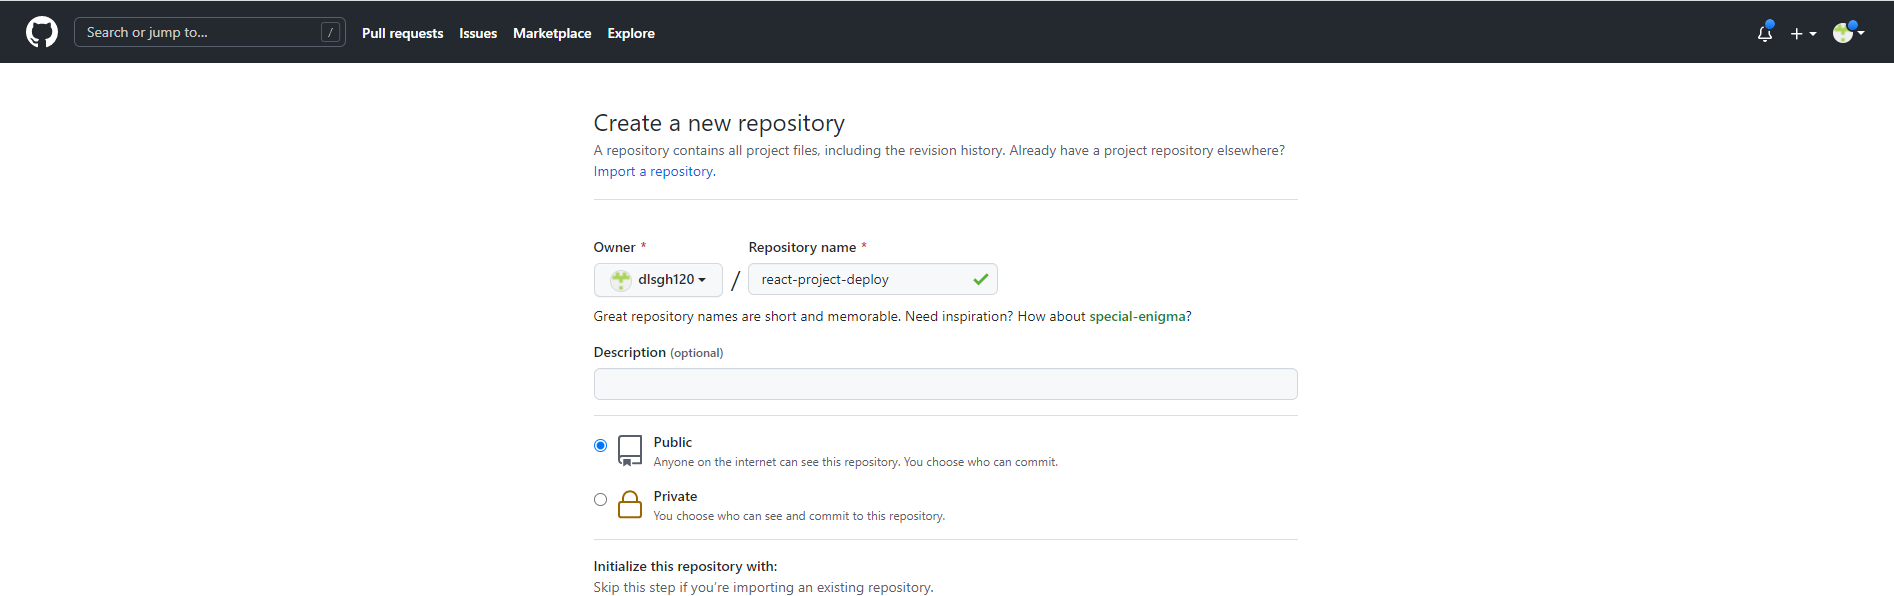 Search or jump to... /
Pull requests Issues Marketplace Explore
Create a new repository
A repository contains all project files, including the revision history. Already have a project repository elsewhere?
Import a repository.
Owner * Repository name *
dlsgh120 / react-project-deploy
Great repository names are short and memorable. Need inspiration? How about special-enigma?
Description (optional)
Public
Anyone on the internet can see this repository. You choose who can commit.
Private
You choose who can see and commit to this repository.
Initialize this repository with:
Skip this step if you're importing an existing repository.